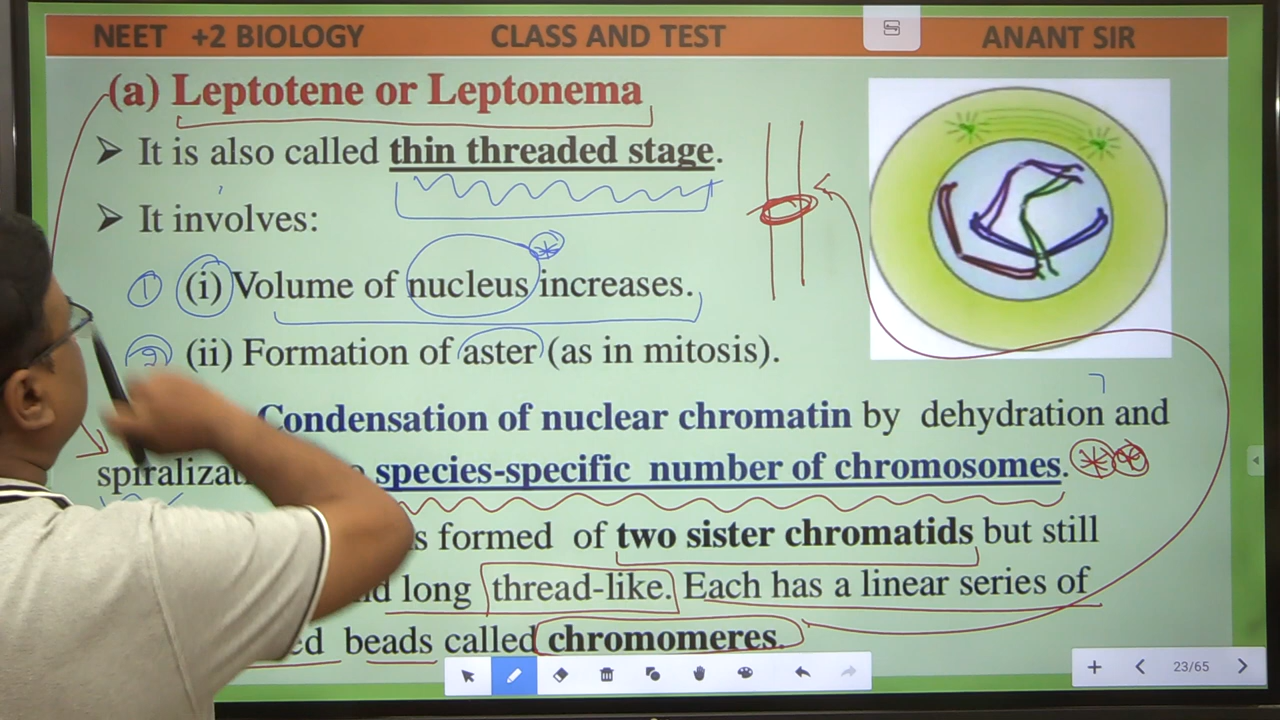 NEET +2 BIOLOGY CLASS AND TEST ANANT SIR
(a) Leptotene or Leptonema
➢ It is also called thin threaded stage.
➢ It involves:
① (i) Volume of nucleus increases.
② (ii) Formation of aster (as in mitosis).
Condensation of nuclear chromatin by dehydration and
species-specific number of chromosomes.
formed of two sister chromatids but still
long thread-like. Each has a linear series of
beads called chromomeres.
23/65